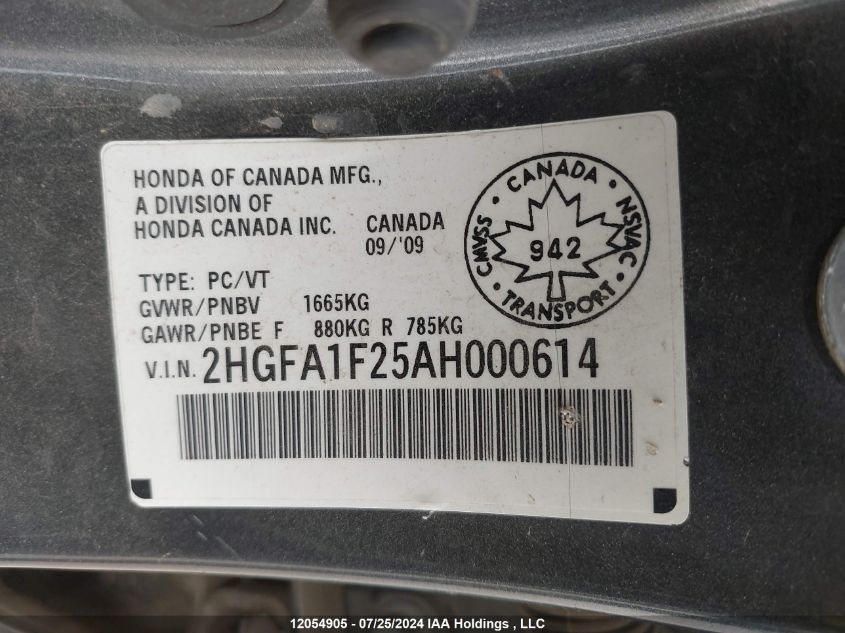 HONDA OF CANADA MFG.,
A DIVISION OF
HONDA CANADA INC. CANADA
09/'09
TYPE: PC/VT
GVWR/PNBV 1665KG
GAWR/PNBE F 880KG R 785KG
V.I.N. 2HGFA1F25AH000614
• CANADA •
NSVAC
942
CMVSS
• TRANSPORT •
12054905 - 07/25/2024 IAA Holdings , LLC